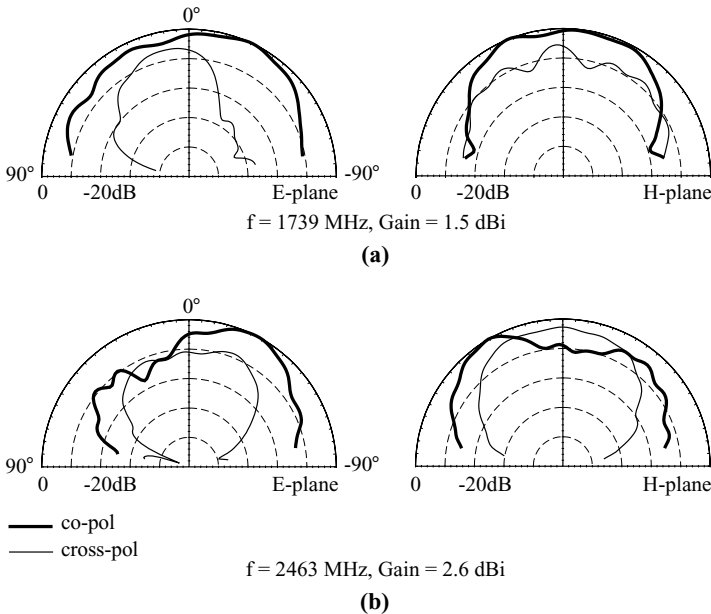 0°
90°
-90°
0
-20dB
E-plane
0
-20dB
H-plane
f = 1739 MHz, Gain = 1.5 dBi
(a)
0°
90°
-90°
0
-20dB
E-plane
0
-20dB
H-plane
co-pol
cross-pol
f = 2463 MHz, Gain = 2.6 dBi
(b)